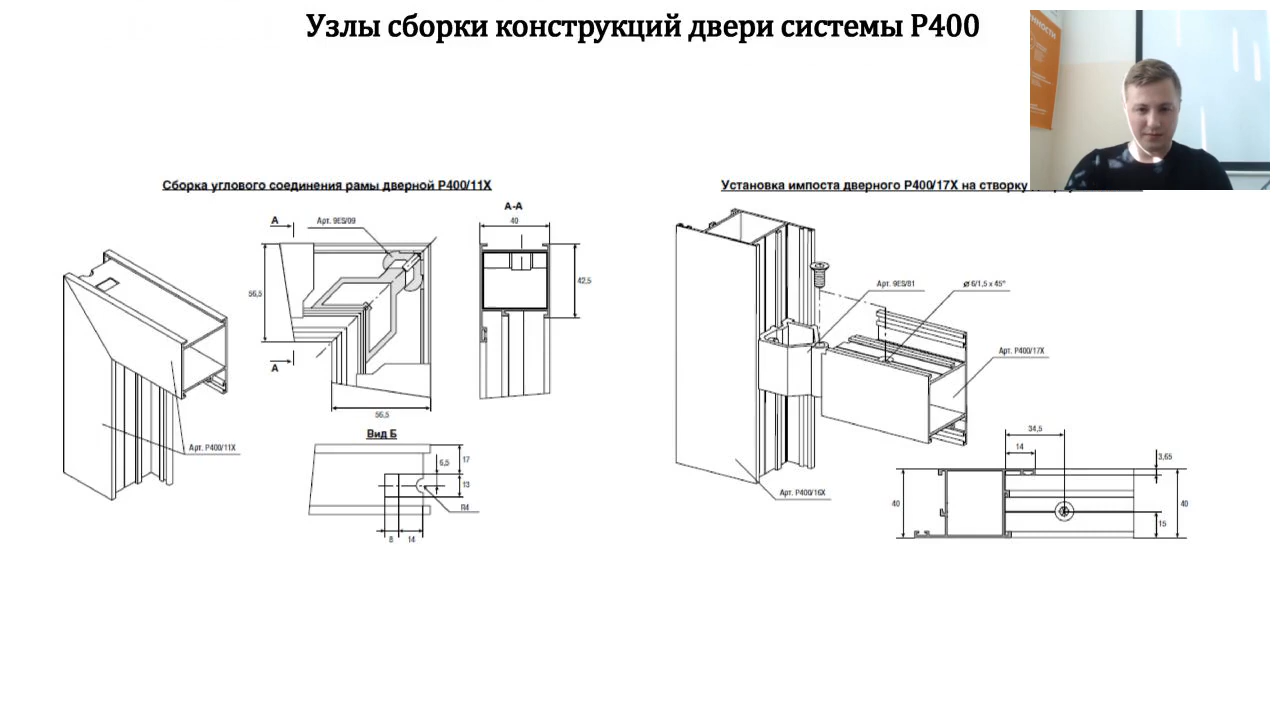 Узлы сборки конструкций двери системы Р400
ННОСТИ
Сборка углового соединения рамы дверной Р400/11Х
Установка импоста дверного Р400/17Х на створку
А
Арт. 9ES/09
А-А
40
56,5
42,5
А
56,5
Арт. Р400/11Х
Вид Б
6,5
17
13
R4
8
14
Арт. 9ES/81
⌀ 6/1,5 x 45°
Арт. Р400/17Х
Арт. Р400/16Х
34,5
14
3,65
40
40
15